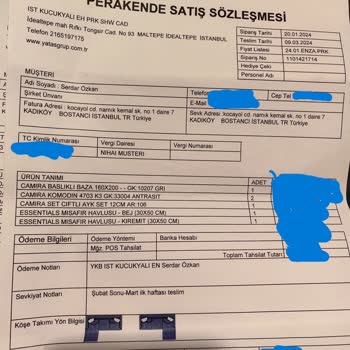 PERAKENDE SATIŞ SÖZLEŞMESİ
IST KUCUKYALI EH PRK SHW CAD
İdealtepe mah Rıfkı Tongsir Cad. No 93 MALTEPE İDEALTEPE İSTANBUL
Telefon 2165197175
www.yatasgrup.com.tr
Sipariş Tarihi 20.01.2024
Teslim Tarihi 09.03.2024
Fiyat Listesi 24.01.ENZA.PRK.
Sipariş No 1101421714
Hediye Çeki
Personel Adı
MÜŞTERİ
Adı Soyadı : Serdar Özkan
Şirket Ünvanı
Telefon
E-Mail
Cep Tel
Fatura Adresi : kocayol cd. namık kemal sk. no 1 daire 7
KADIKÖY BOSTANCI İSTANBUL TR Türkiye
Sevk Adresi kocayol cd. namık kemal sk. no 1 daire 7
KADIKÖY BOSTANCI İSTANBUL TR Türkiye
TC Kimlik Numarası
Vergi Dairesi
Vergi Numarası
NIHAI MUSTERI
ÜRÜN TANIMI ADET
CAMIRA BASLIKLI BAZA 160X200 - - GK:10207 GRI 1
CAMIRA KOMODIN 4703 K3 GK:33004 ANTRASIT 2
CAMIRA SET CIFTLI AYK SET 12CM AR 106 1
ESSENTIALS MISAFIR HAVLUSU - BEJ (30X50 CM) 1
ESSENTIALS MISAFIR HAVLUSU - KIREMIT (30X50 CM) 1
Ödeme Bilgileri
Ödeme Yöntemi
Banka Hesabı
Mğz. POS Tahsilat
Toplam Tahsilat Tutarı
Ödeme Notları
YKB IST KUCUKYALI EN Serdar Özkan
Sevkiyat Notları
Şubat Sonu-Mart ilk haftası teslim
Köşe Takımı Yön Bilgisi